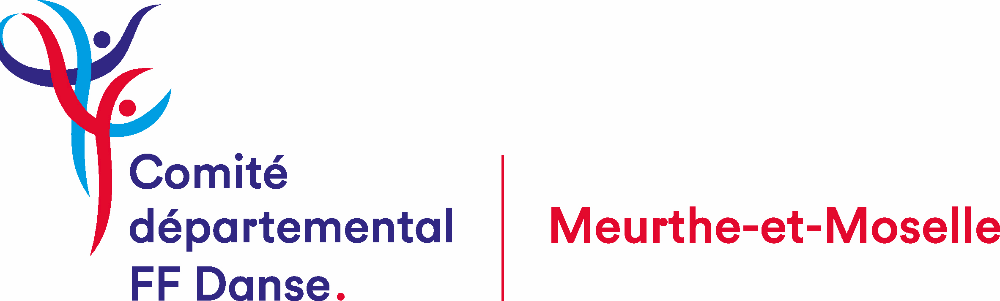 Comité
départemental
FF Danse.
Meurthe-et-Moselle